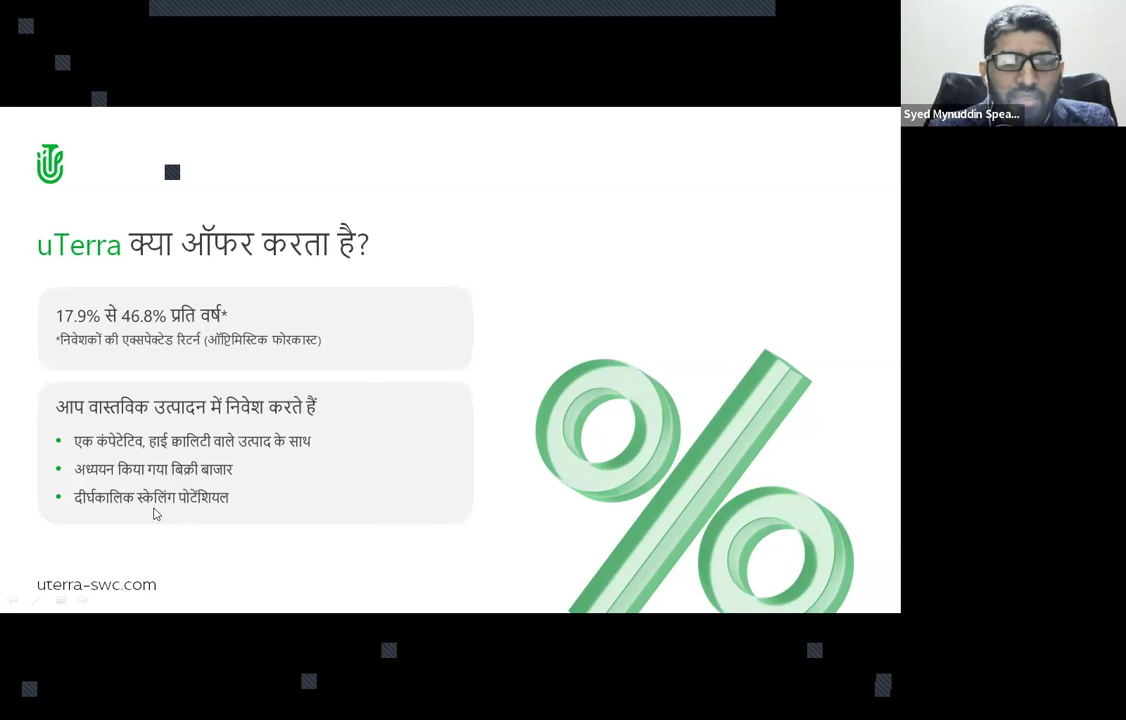 Syed Mynuddin Spea...
uTerra क्या ऑफर करता है?
17.9% से 46.8% प्रति वर्ष*
*निवेशकों की एक्सपेक्टेड रिटर्न (ऑप्टिमिस्टिक फोरकास्ट)
आप वास्तविक उत्पादन में निवेश करते हैं
• एक कंपेटेटिव, हाई क्वालिटी वाले उत्पाद के साथ
• अध्ययन किया गया बिक्री बाजार
• दीर्घकालिक स्केलिंग पोटेंशियल
uterra-swc.com